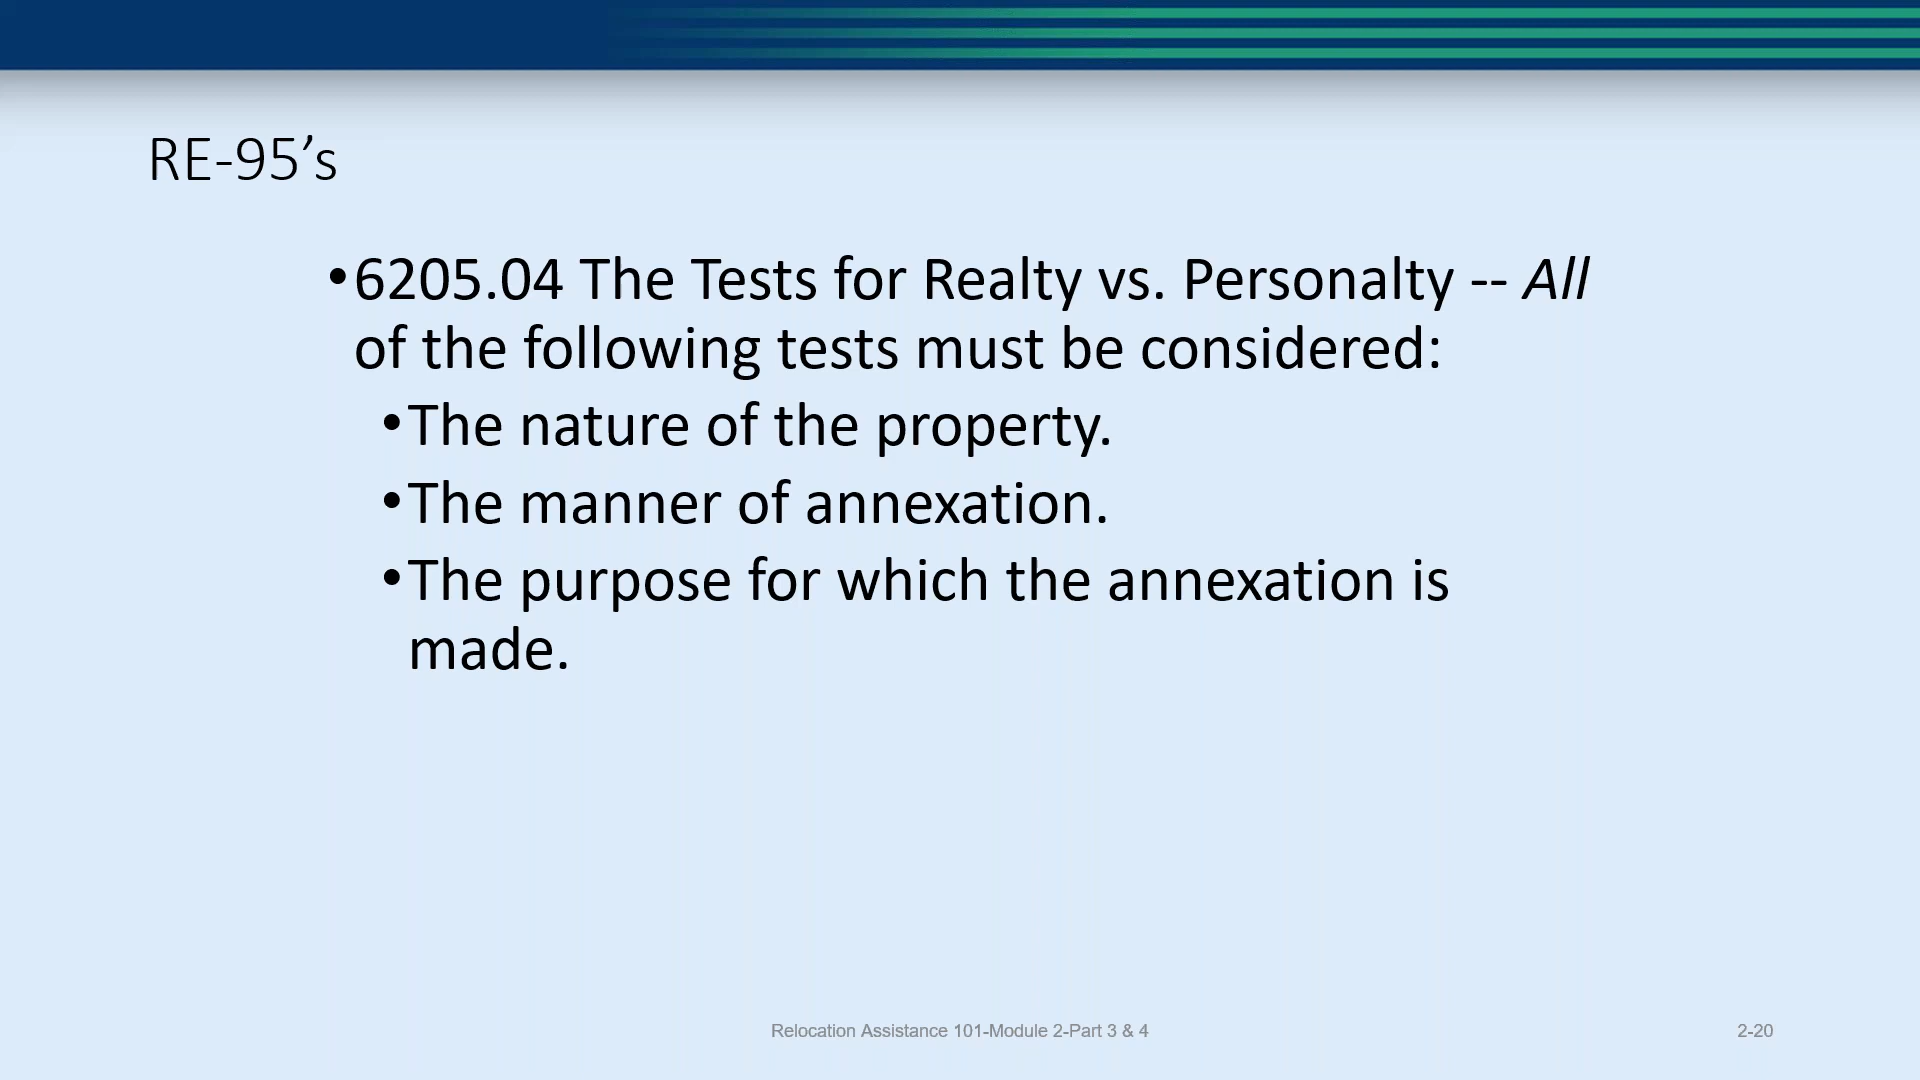 RE-95’s
•6205.04 The Tests for Realty vs. Personalty -- All
of the following tests must be considered:
•The nature of the property.
•The manner of annexation.
•The purpose for which the annexation is
made.
Relocation Assistance 101-Module 2-Part 3 & 4
2-20